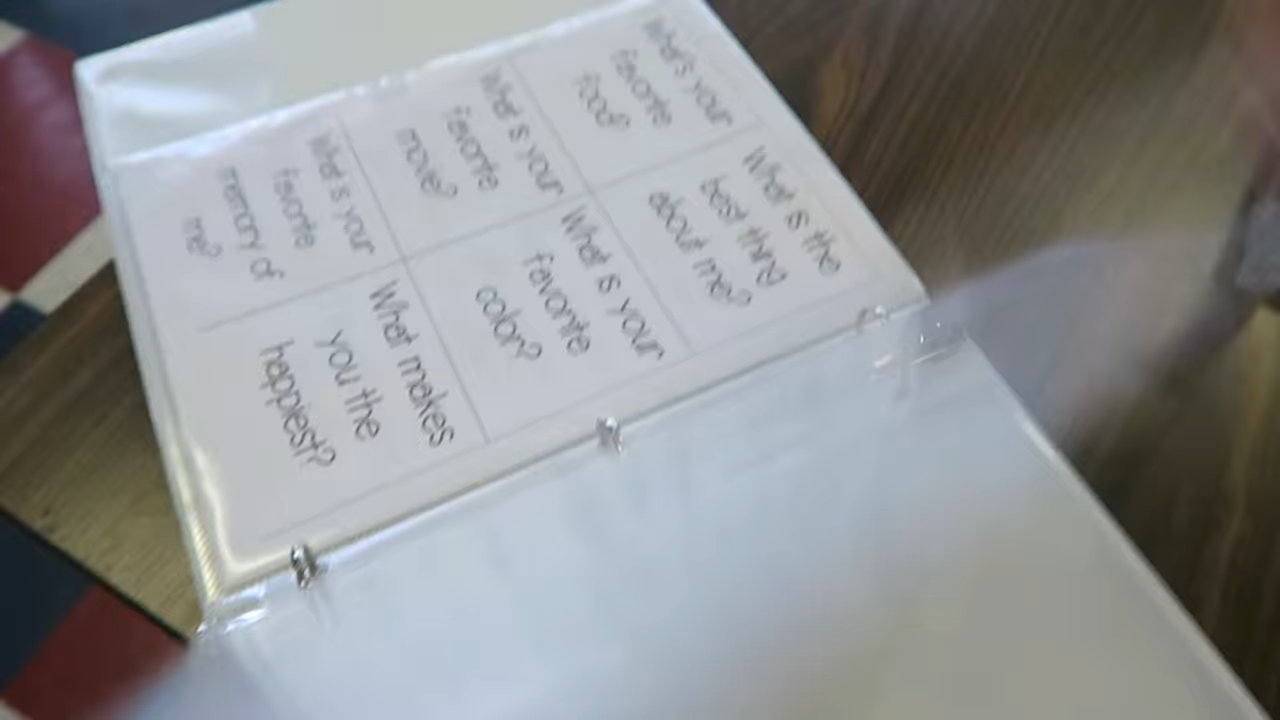 What's your
favorite
food?
What is the
best thing
about me?
What is your
favorite
movie?
What is your
favorite
color?
What is your
favorite
memory of
me?
What makes
you the
happiest?